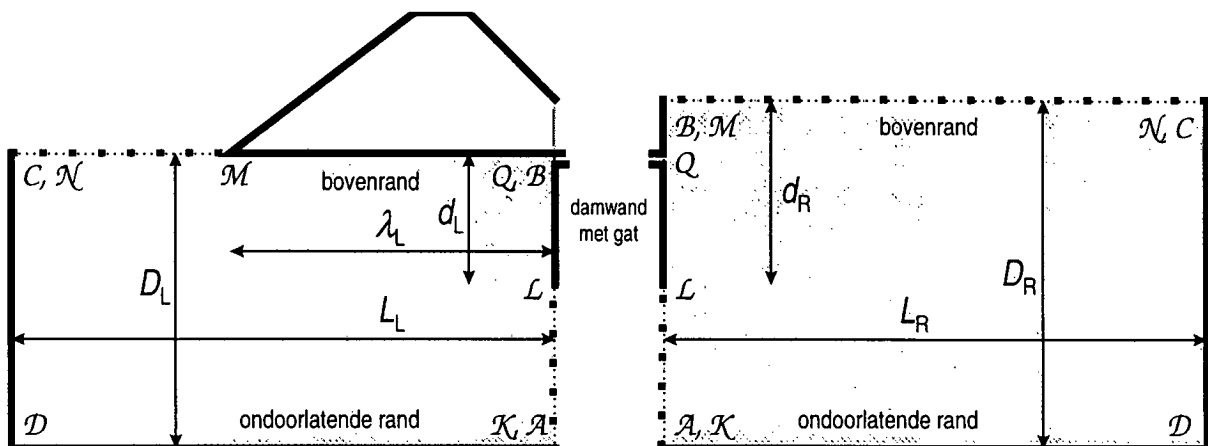 C, N
M
bovenrand
Q, B
d_L
λ_L
D_L
L
L_L
D
ondoorlatende rand
K, A
damwand
met gat
B, M
bovenrand
N, C
Q
d_R
D_R
L
L_R
A, K
ondoorlatende rand
D